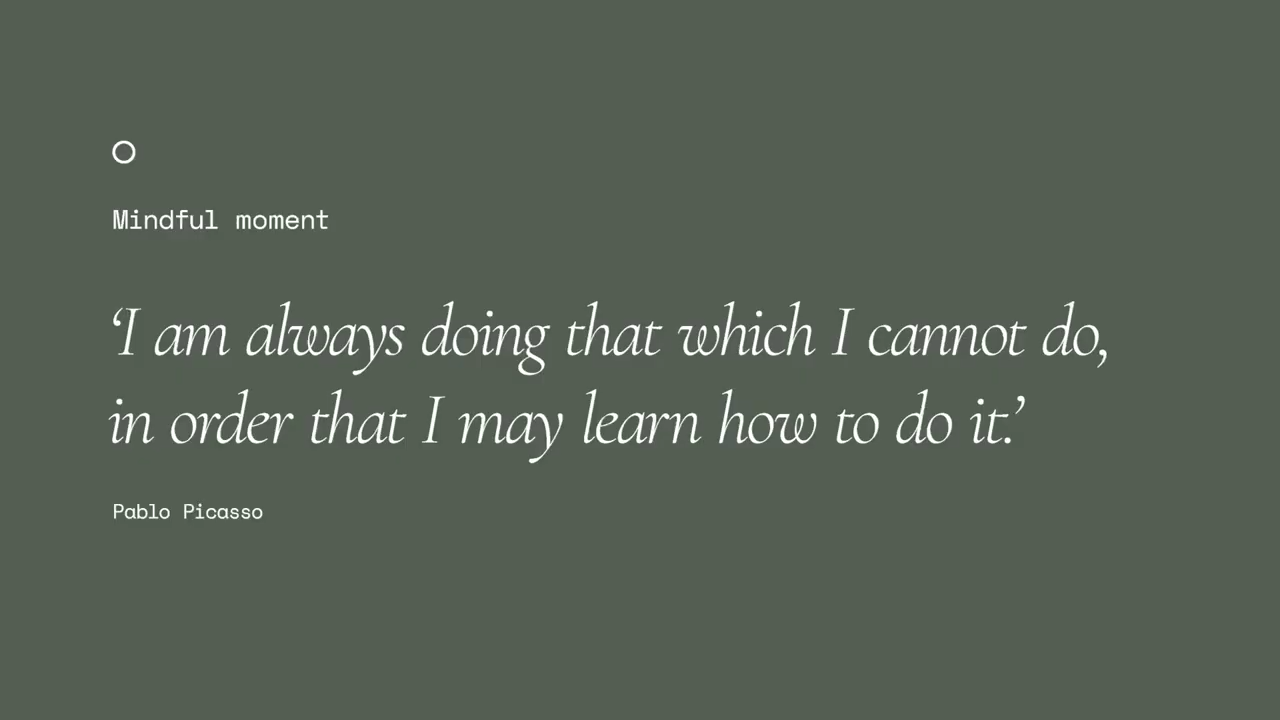 Mindful moment
‘I am always doing that which I cannot do,
in order that I may learn how to do it.’
Pablo Picasso